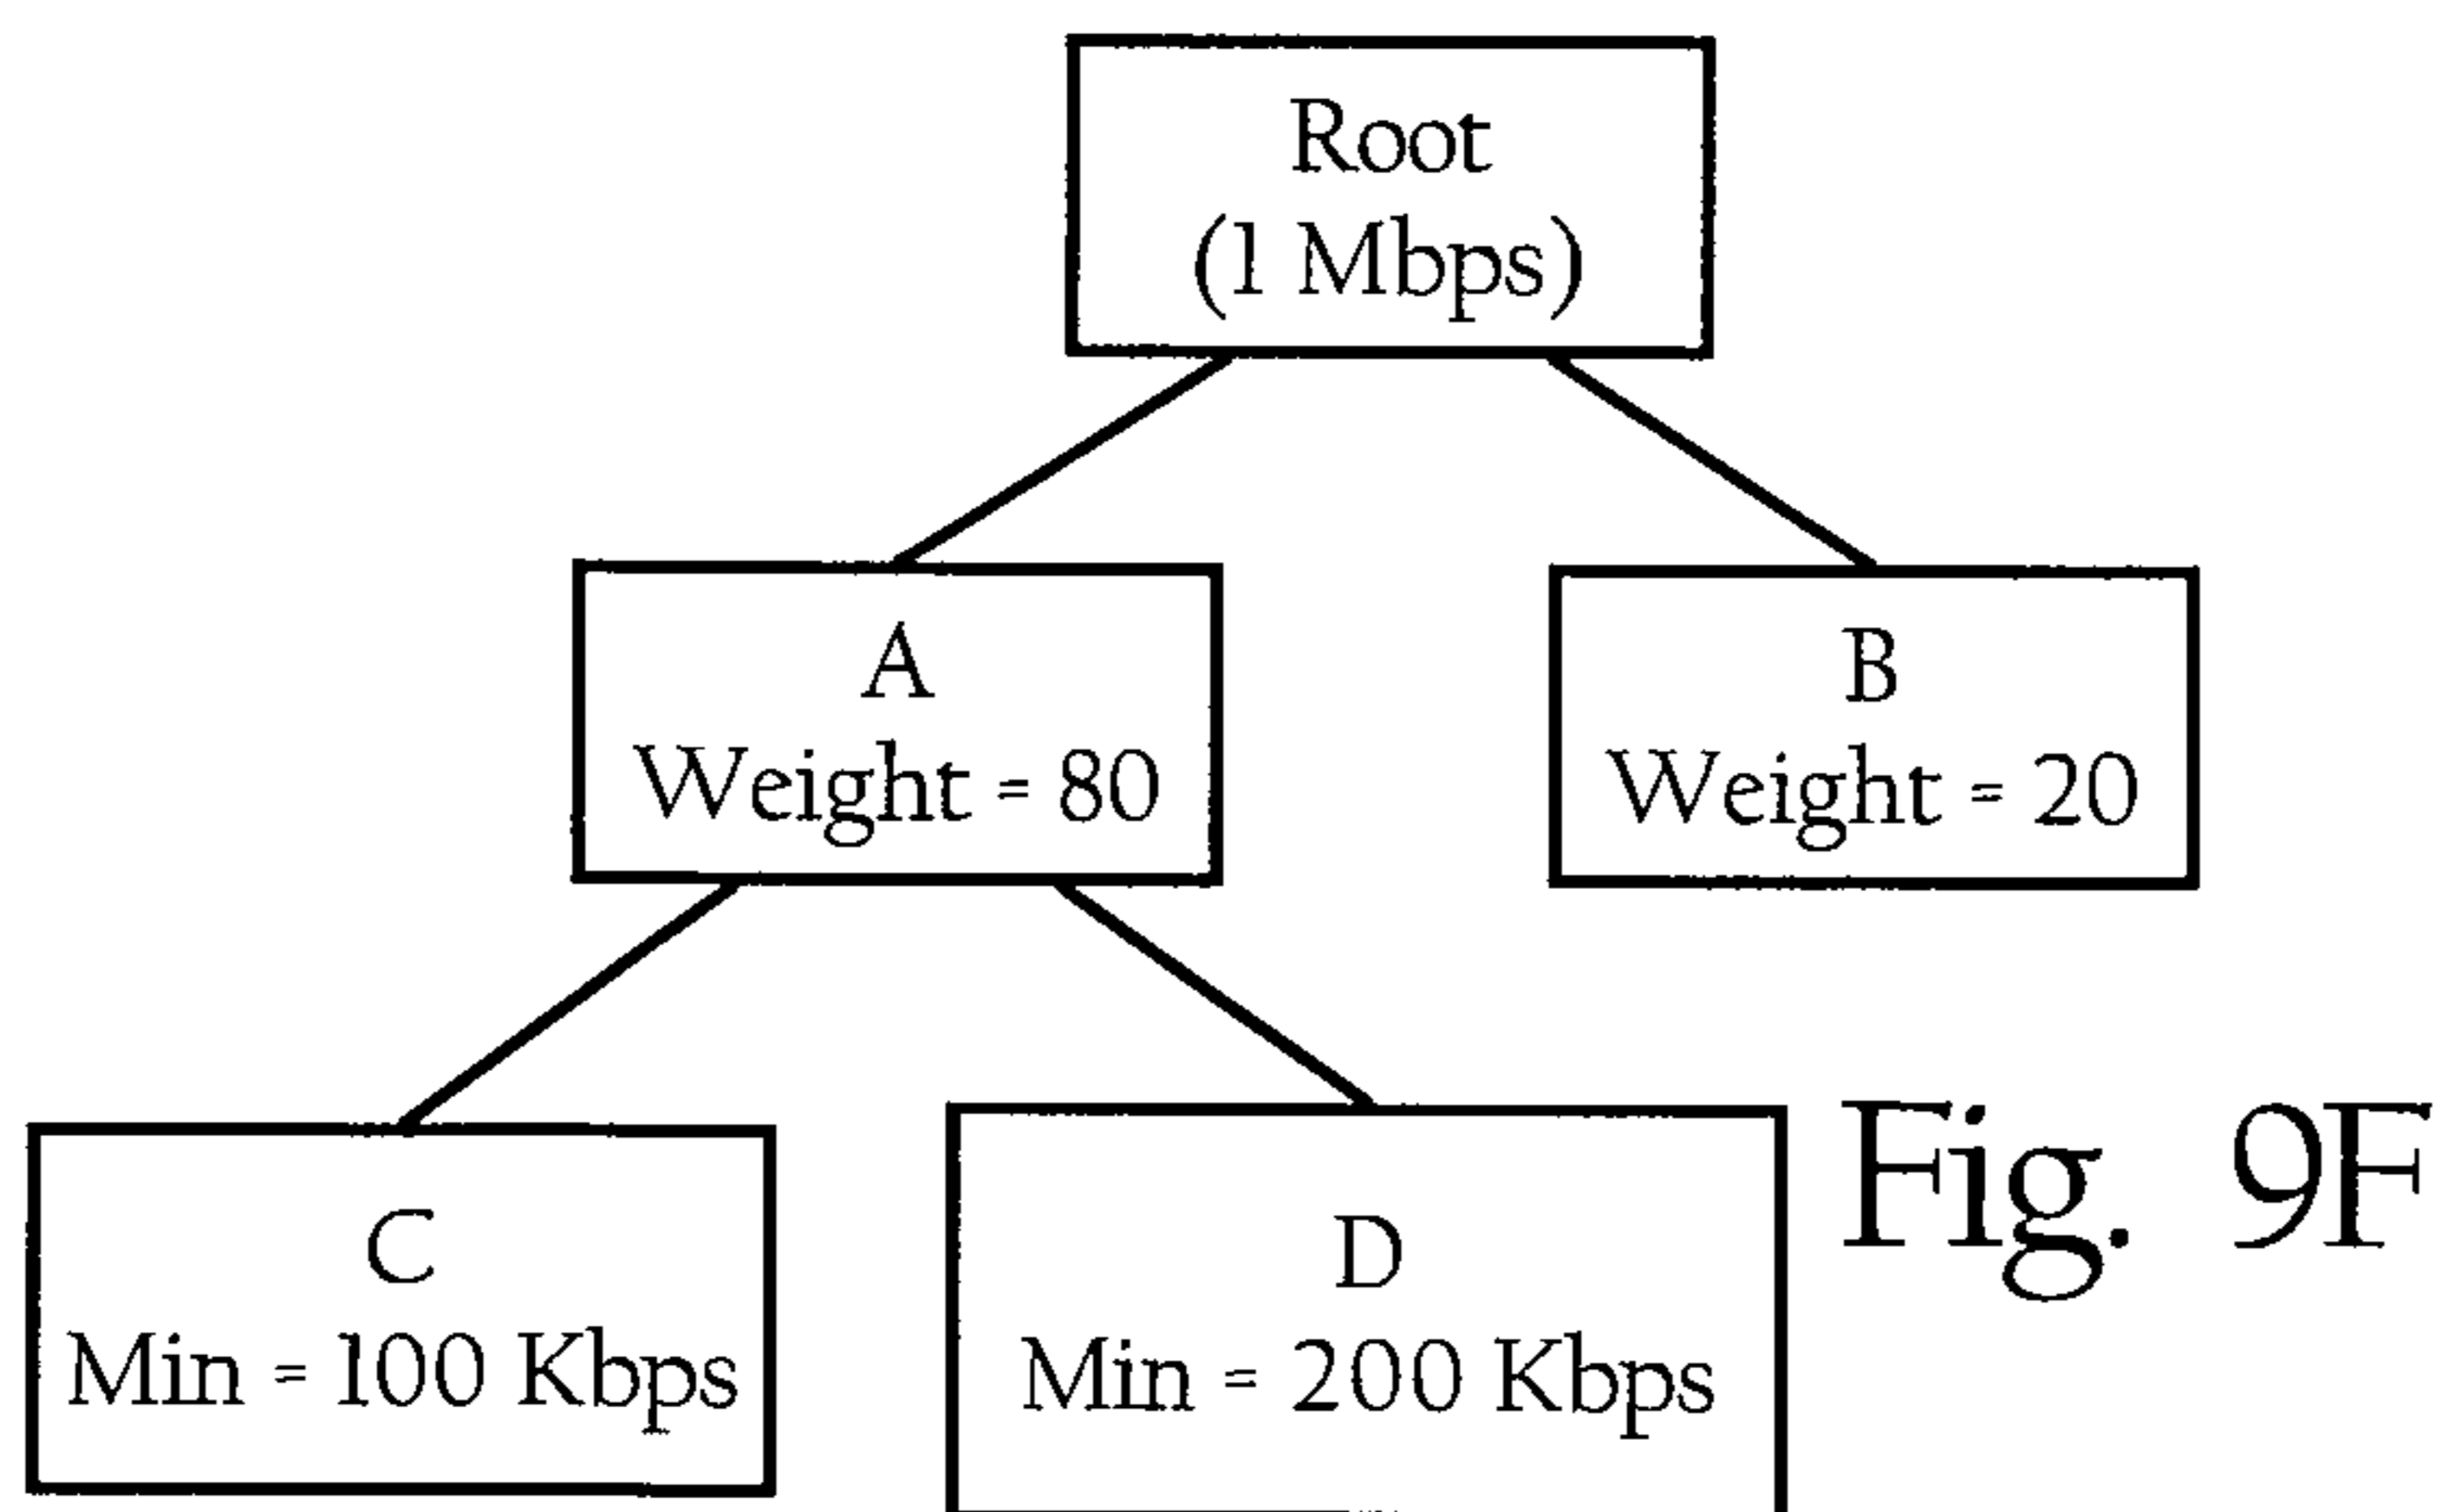 Root
(1 Mbps)
A
Weight = 80
B
Weight = 20
C
Min = 100 Kbps
D
Min = 200 Kbps
Fig. 9F